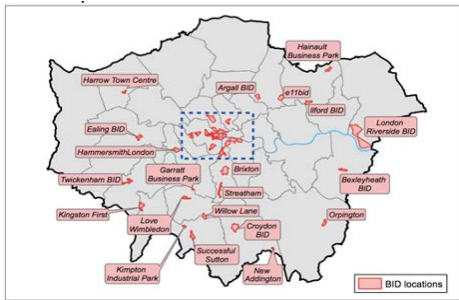 Hainault
Business Park
Harrow Town Centre
Argall BID
e11bid
Ilford BID
London
Riverside BID
Ealing BID
HammersmithLondon
Garratt
Business Park
Brixton
Twickenham BID
Bexleyheath
BID
Streatham
Kingston First
Love
Wimbledon
Willow Lane
Orpington
Croydon
BID
Kimpton
Industrial Park
Successful
Sutton
New
Addington
BID locations